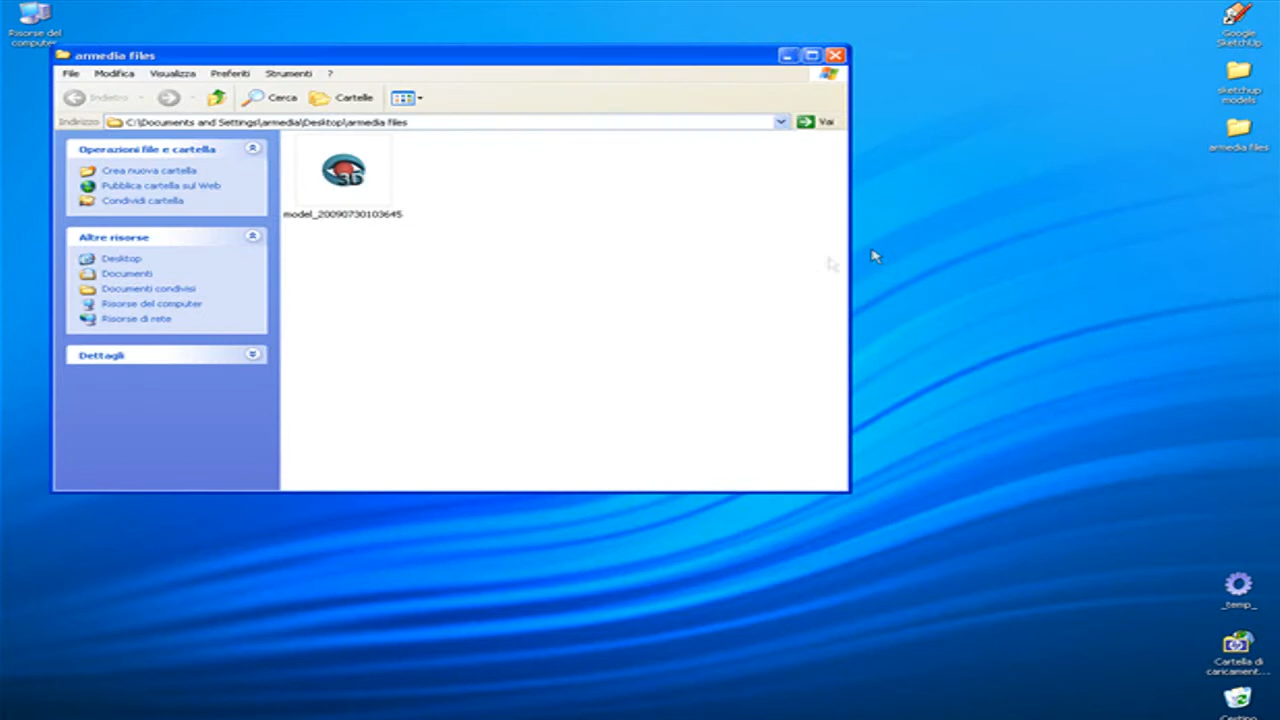 Risorse del
computer
armedia files
File Modifica Visualizza Preferiti Strumenti ?
Indietro Cerca Cartelle
Indirizzo C:\Documents and Settings\armedia\Desktop\armedia files Vai
Operazioni file e cartella
Crea nuova cartella
Pubblica cartella sul Web
Condividi cartella
Altre risorse
Desktop
Documenti
Documenti condivisi
Risorse del computer
Risorse di rete
Dettagli
3D
model_20090730103645
Google
SketchUp
sketchup
models
armedia files
_temp_
Cartella di
caricament...
Cestino